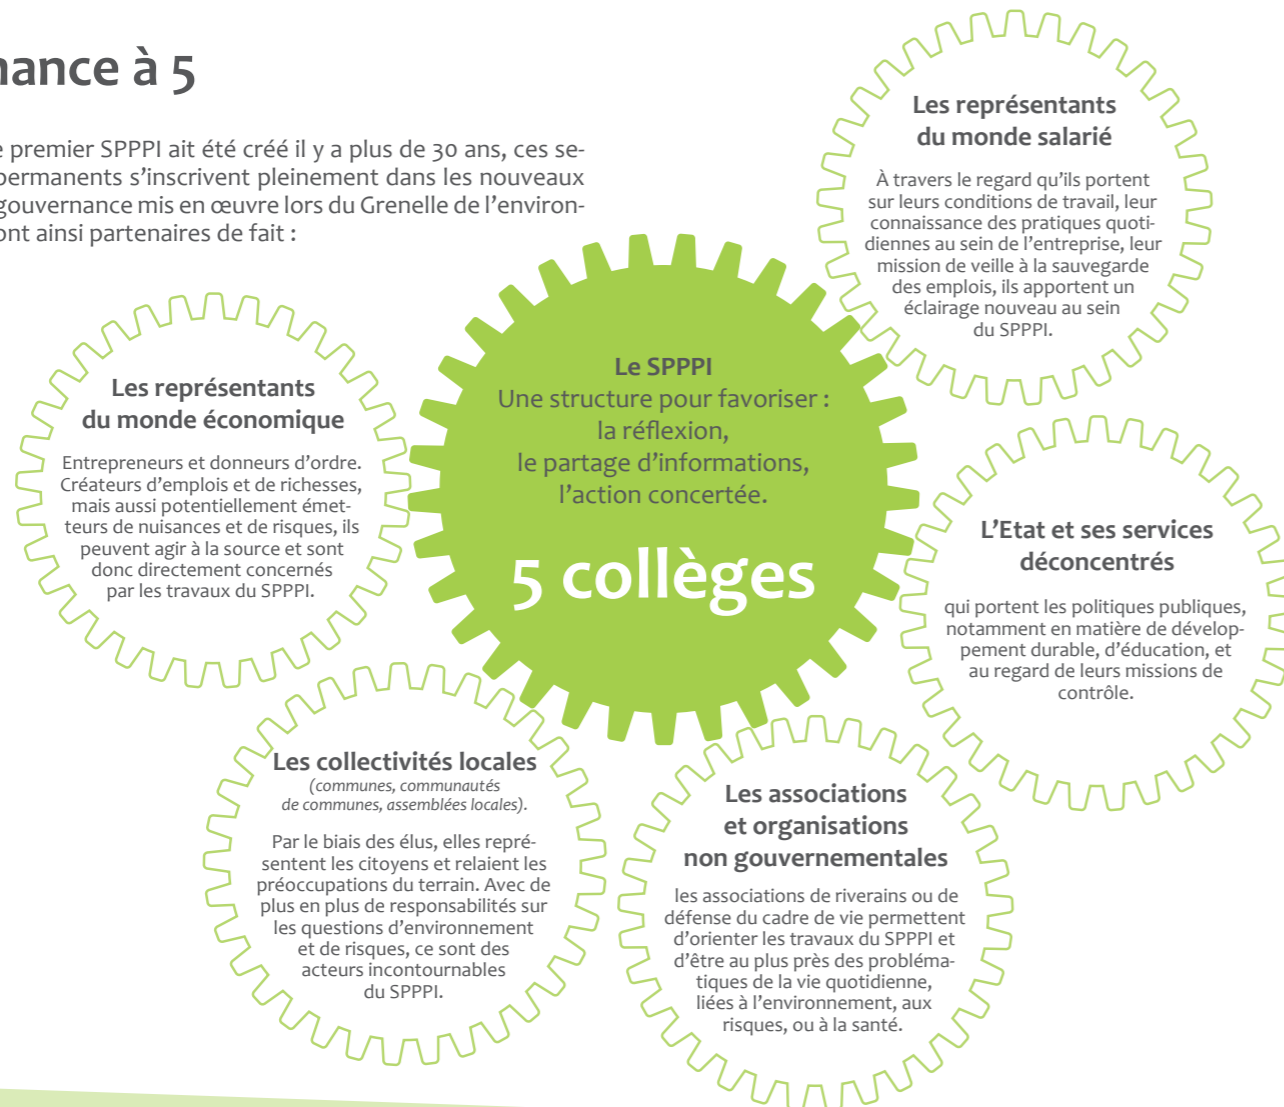 nance à 5
e premier SPPPI ait été créé il y a plus de 30 ans, ces se-
permanents s'inscrivent pleinement dans les nouveaux
gouvernance mis en œuvre lors du Grenelle de l'environ-
ont ainsi partenaires de fait :
Les représentants
du monde salarié
À travers le regard qu'ils portent
sur leurs conditions de travail, leur
connaissance des pratiques quoti-
diennes au sein de l'entreprise, leur
mission de veille à la sauvegarde
des emplois, ils apportent un
éclairage nouveau au sein
du SPPPI.
Le SPPPI
Une structure pour favoriser :
la réflexion,
le partage d'informations,
l'action concertée.
5 collèges
Les représentants
du monde économique
Entrepreneurs et donneurs d'ordre.
Créateurs d'emplois et de richesses,
mais aussi potentiellement émet-
teurs de nuisances et de risques, ils
peuvent agir à la source et sont
donc directement concernés
par les travaux du SPPPI.
L'Etat et ses services
déconcentrés
qui portent les politiques publiques,
notamment en matière de dévelop-
pement durable, d'éducation, et
au regard de leurs missions de
contrôle.
Les collectivités locales
(communes, communautés
de communes, assemblées locales).
Par le biais des élus, elles repré-
sentent les citoyens et relaient les
préoccupations du terrain. Avec de
plus en plus de responsabilités sur
les questions d'environnement
et de risques, ce sont des
acteurs incontournables
du SPPPI.
Les associations
et organisations
non gouvernementales
les associations de riverains ou de
défense du cadre de vie permettent
d'orienter les travaux du SPPPI et
d'être au plus près des probléma-
tiques de la vie quotidienne,
liées à l'environnement, aux
risques, ou à la santé.